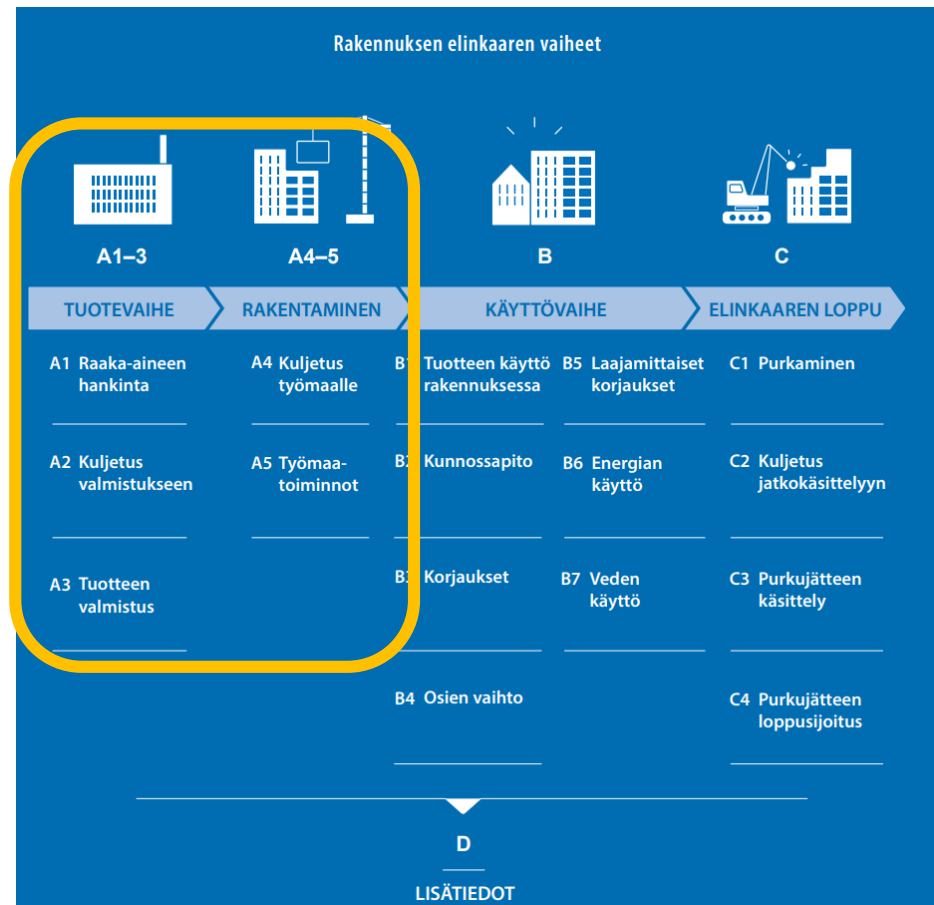 Rakennuksen elinkaaren vaiheet
A1–3
A4–5
B
C
TUOTEVAIHE
RAKENTAMINEN
KÄYTTÖVAIHE
ELINKAAREN LOPPU
A1 Raaka-aineen
hankinta
A2 Kuljetus
valmistukseen
A3 Tuotteen
valmistus
A4 Kuljetus
työmaalle
A5 Työmaa-
toiminnot
B1 Tuotteen käyttö
rakennuksessa
B2 Kunnossapito
B3 Korjaukset
B4 Osien vaihto
B5 Laajamittaiset
korjaukset
B6 Energian
käyttö
B7 Veden
käyttö
C1 Purkaminen
C2 Kuljetus
jatkokäsittelyyn
C3 Purkujätteen
käsittely
C4 Purkujätteen
loppusijoitus
D
LISÄTIEDOT